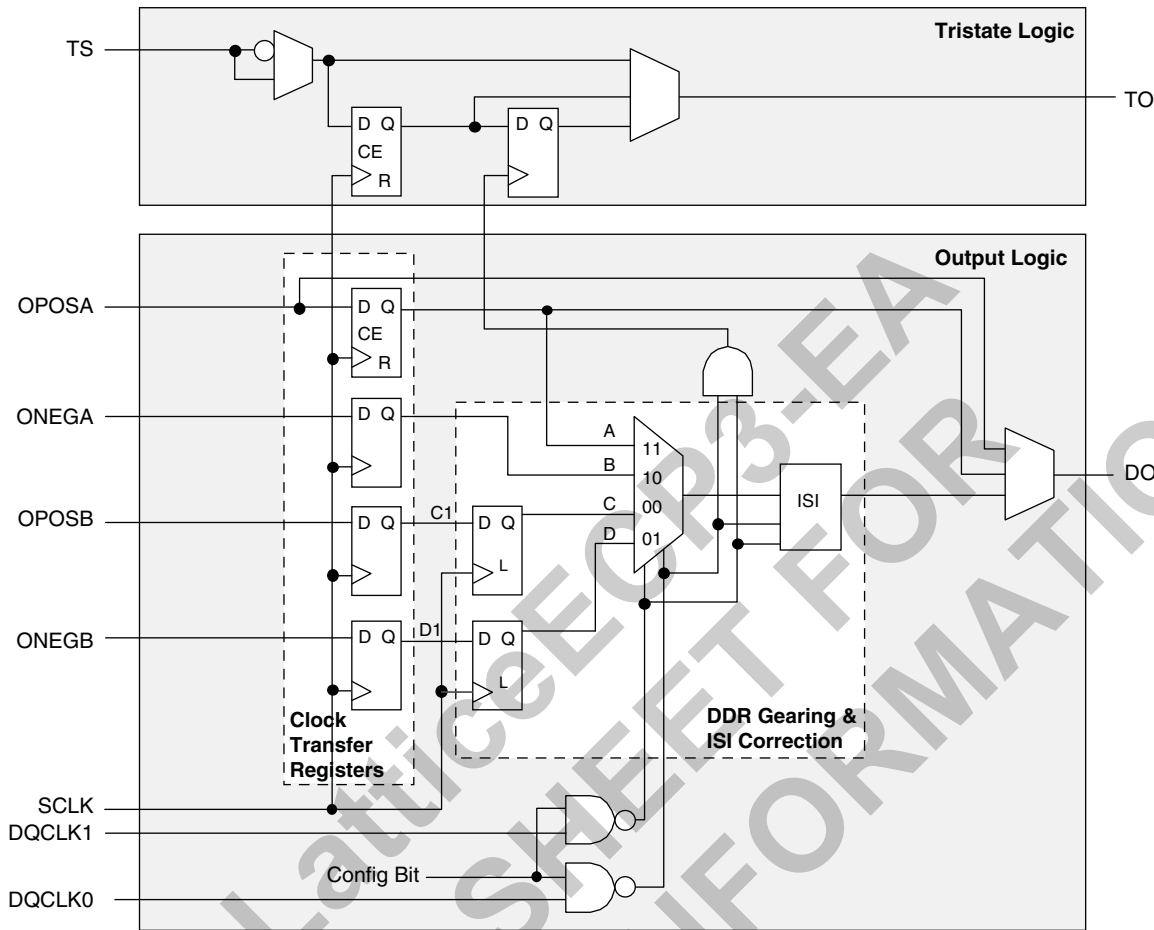 Tristate Logic
TS
TO
D Q
CE
R
D Q
Output Logic
OPOSA
D Q
CE
R
ONEGA
D Q
A
11
B
10
C
00
D
01
ISI
DO
OPOSB
D Q
C1
D Q
L
ONEGB
D Q
D1
D Q
L
Clock
Transfer
Registers
DDR Gearing &
ISI Correction
SCLK
DQCLK1
Config Bit
DQCLK0
LatticeECP3-EA
SHEET FOR
INFORMATIO